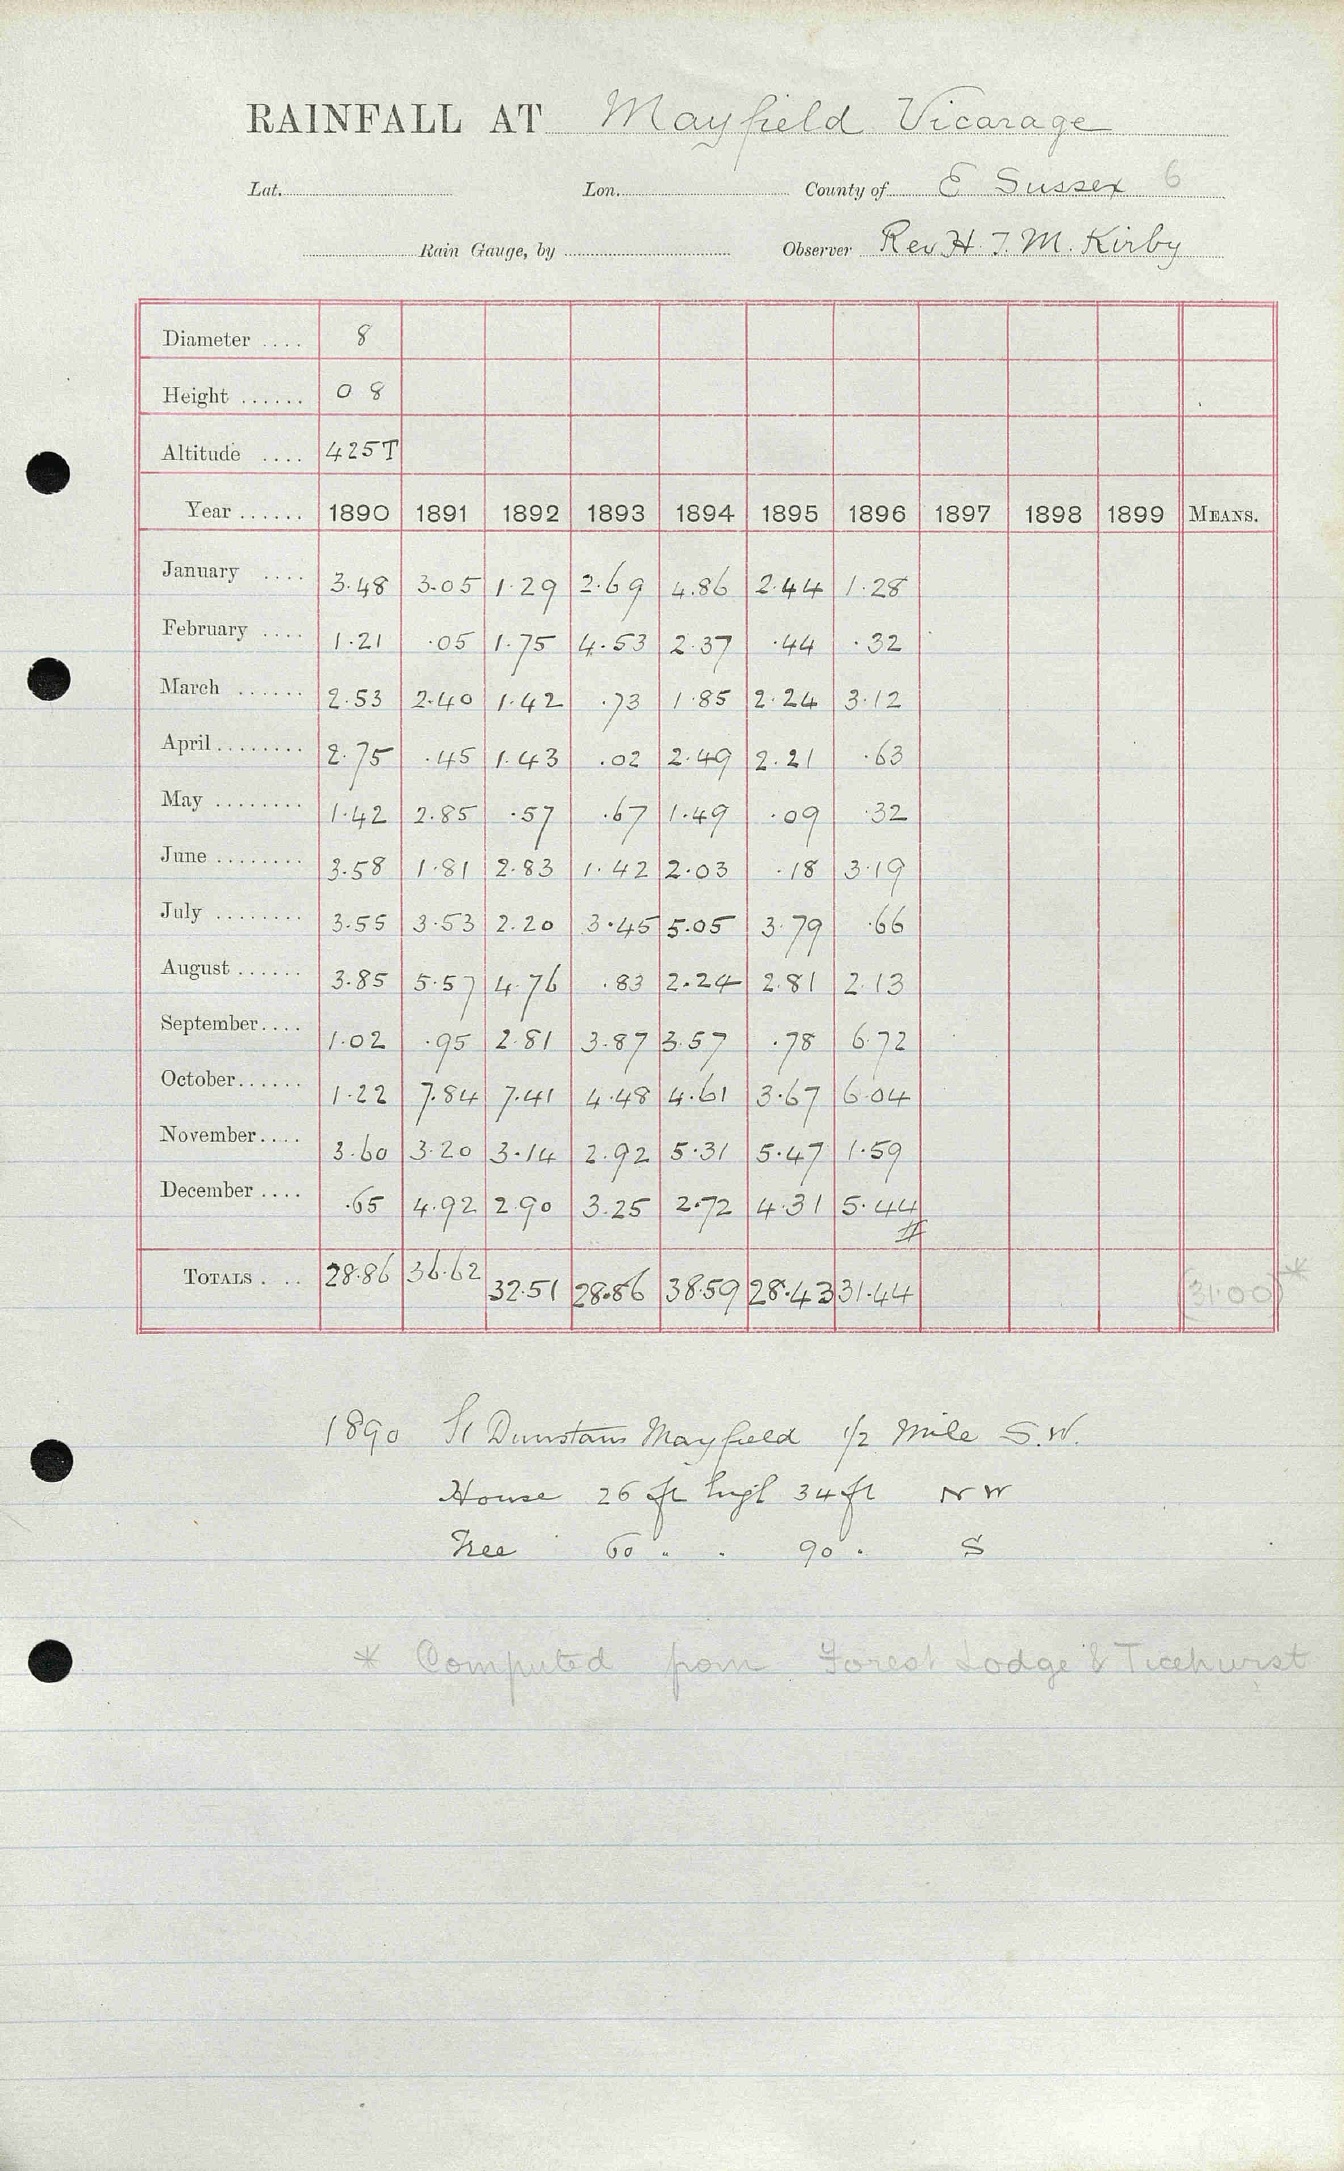 RAINFALL AT Mayfield Vicarage
Lat. Lon. County of E Sussex 6
Rain Gauge, by Observer Rev H. T. M. Kirby
Diameter .... 8
Height ...... 0 8
Altitude .... 425T
Year ...... 1890 1891 1892 1893 1894 1895 1896 1897 1898 1899 MEANS.
January .... 3.48 3.05 1.29 2.69 4.86 2.44 1.28
February .... 1.21 .05 1.75 4.53 2.37 .44 .32
March ...... 2.53 2.40 1.42 .73 1.85 2.24 3.12
April ........ 2.75 .45 1.43 .02 2.49 2.21 .63
May ........ 1.42 2.85 .57 .67 1.49 .09 .32
June ........ 3.58 1.81 2.83 1.42 2.03 .18 3.19
July ........ 3.55 3.53 2.20 3.45 5.05 3.79 .66
August ...... 3.85 5.57 4.76 .83 2.24 2.81 2.13
September .... 1.02 .95 2.81 3.87 3.57 .78 6.72
October ...... 1.22 7.84 7.41 4.48 4.61 3.67 6.04
November .... 3.60 3.20 3.14 2.92 5.31 5.47 1.59
December .... .65 4.92 2.90 3.25 2.72 4.31 5.44
#
TOTALS .... 28.86 36.62 32.51 28.86 38.59 28.43 31.44 (31.00)*
1890 St Dunstans Mayfield 1/2 Mile S.W.
House 26 ft high 34 ft NW
Tree 60 " " 90 " S
* Computed from Forest Lodge & Ticehurst